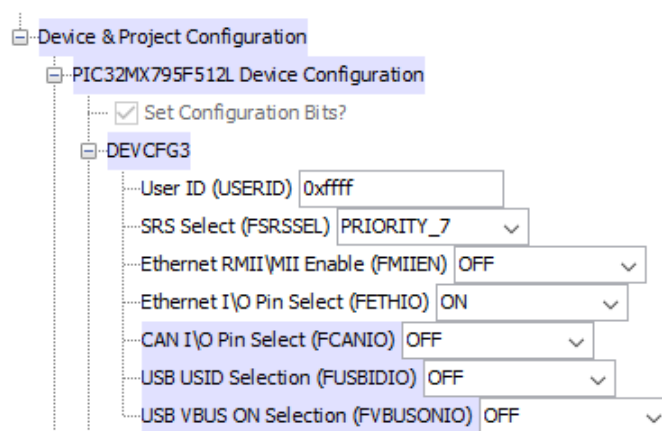 Device & Project Configuration
PIC32MX795F512L Device Configuration
Set Configuration Bits?
DEVCFG3
User ID (USERID) 0xffff
SRS Select (FSRSSEL) PRIORITY_7
Ethernet RMII\MII Enable (FMIIEN) OFF
Ethernet I\O Pin Select (FETHIO) ON
CAN I\O Pin Select (FCANIO) OFF
USB USID Selection (FUSBIDIO) OFF
USB VBUS ON Selection (FVBUSONIO) OFF